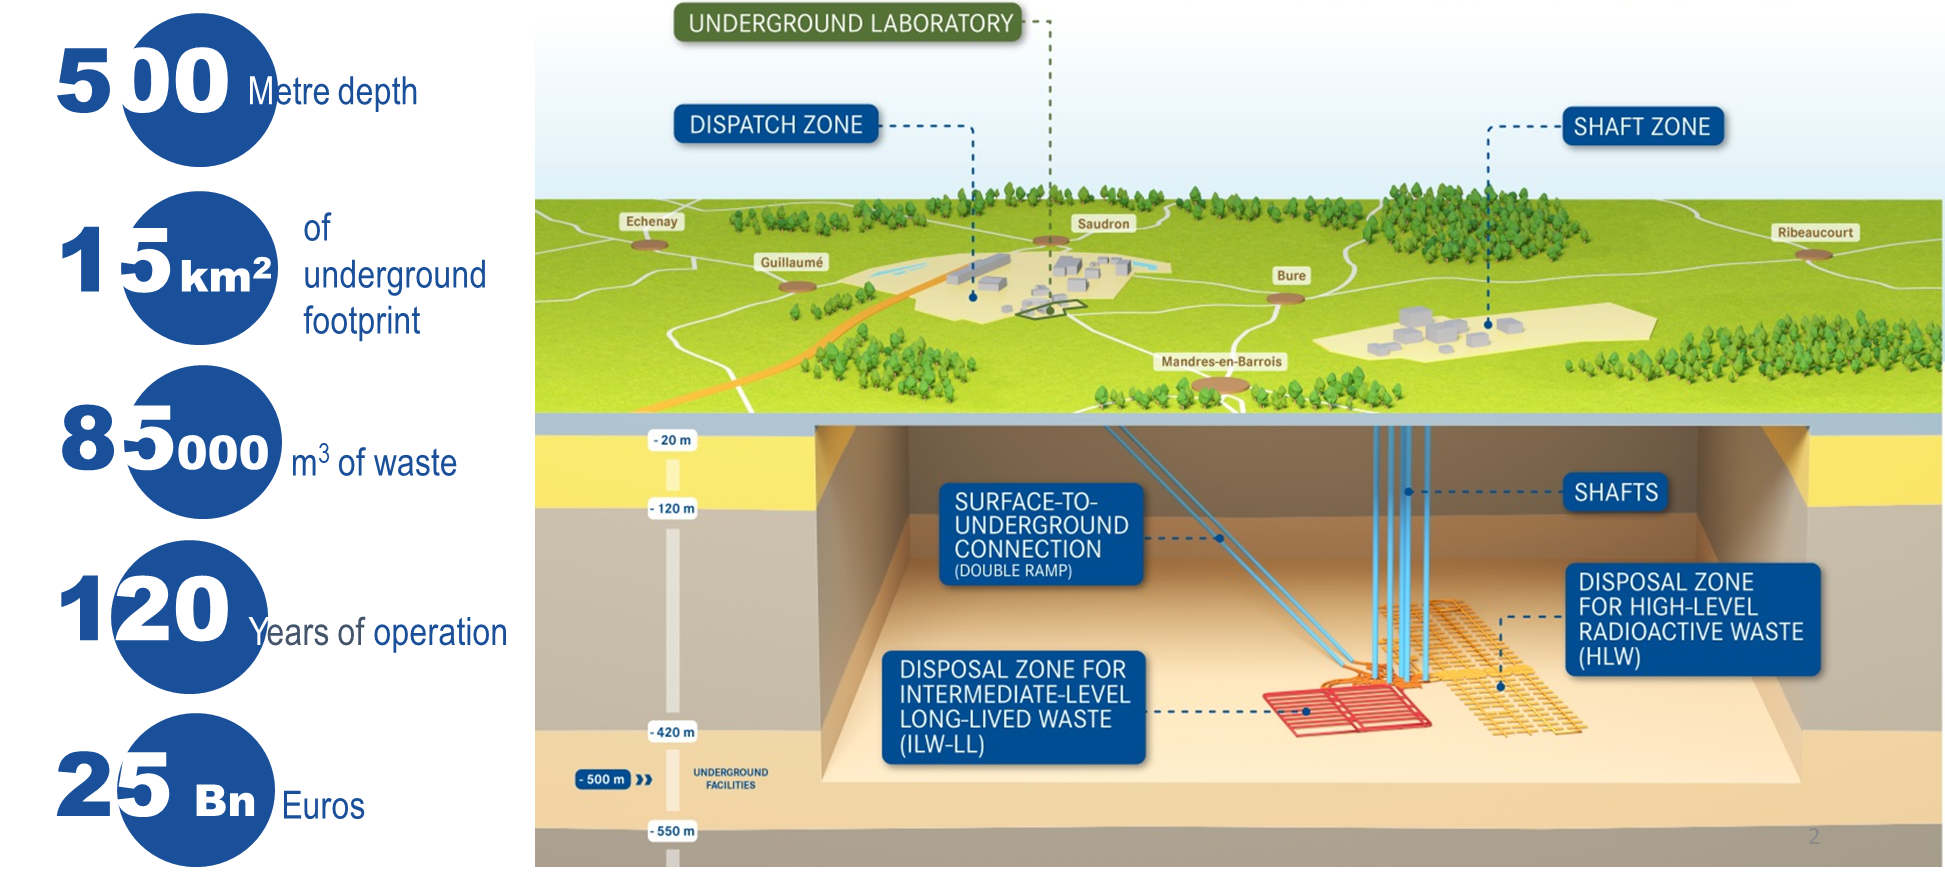 500 Metre depth
15 km² of
underground
footprint
85000 m³ of waste
120 Years of operation
25 Bn Euros
UNDERGROUND LABORATORY
DISPATCH ZONE
SHAFT ZONE
Echenay
Saudron
Ribeaucourt
Guillaumé
Bure
Mandres-en-Barrois
- 20 m
- 120 m
SURFACE-TO-
UNDERGROUND
CONNECTION
(DOUBLE RAMP)
SHAFTS
DISPOSAL ZONE
FOR HIGH-LEVEL
RADIOACTIVE WASTE
(HLW)
DISPOSAL ZONE FOR
INTERMEDIATE-LEVEL
LONG-LIVED WASTE
(ILW-LL)
- 420 m
- 500 m
UNDERGROUND
FACILITIES
- 550 m
2